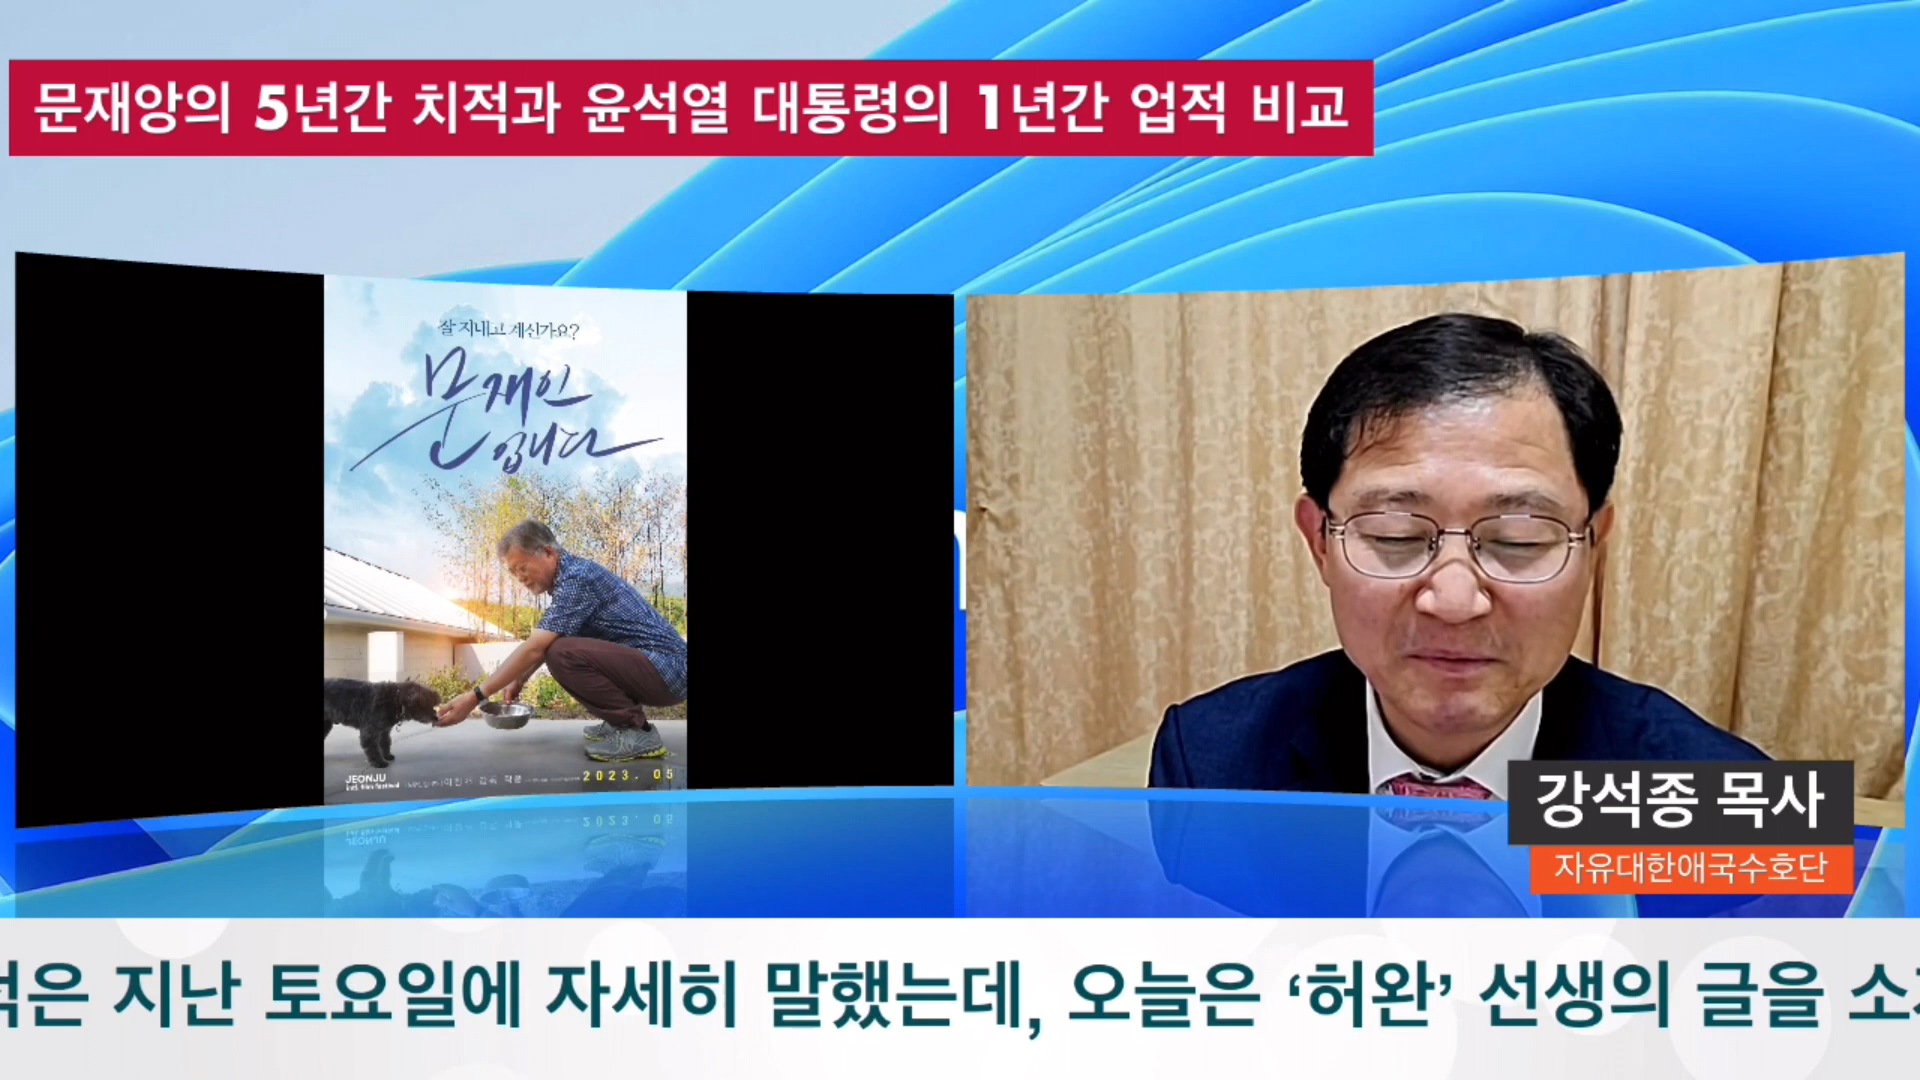 문재앙의 5년간 치적과 윤석열 대통령의 1년간 업적 비교
잘 지내고 계신가요?
문재인
입니다
JEONJU
intl. film festival
2023. 05
강석종 목사
자유대한애국수호단
은 지난 토요일에 자세히 말했는데, 오늘은 ‘허완’ 선생의 글을 소